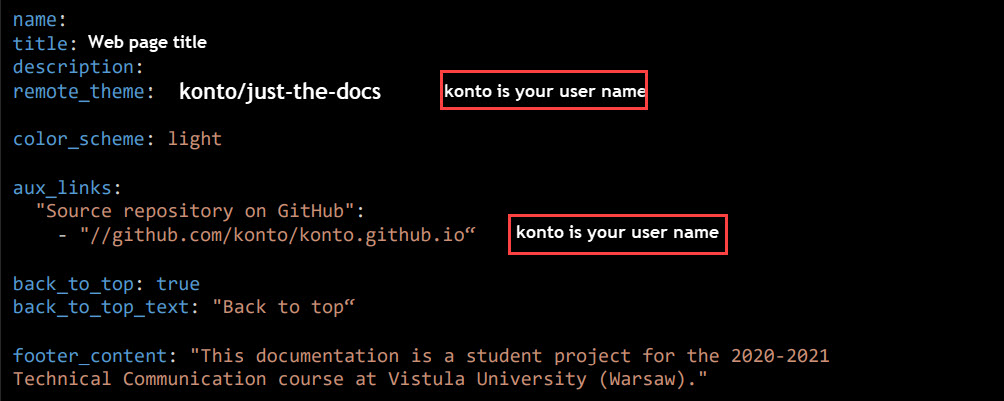 name:
title: Web page title
description:
remote_theme: konto/just-the-docs konto is your user name
color_scheme: light
aux_links:
"Source repository on GitHub":
- "//github.com/konto/konto.github.io“ konto is your user name
back_to_top: true
back_to_top_text: "Back to top“
footer_content: "This documentation is a student project for the 2020-2021
Technical Communication course at Vistula University (Warsaw)."